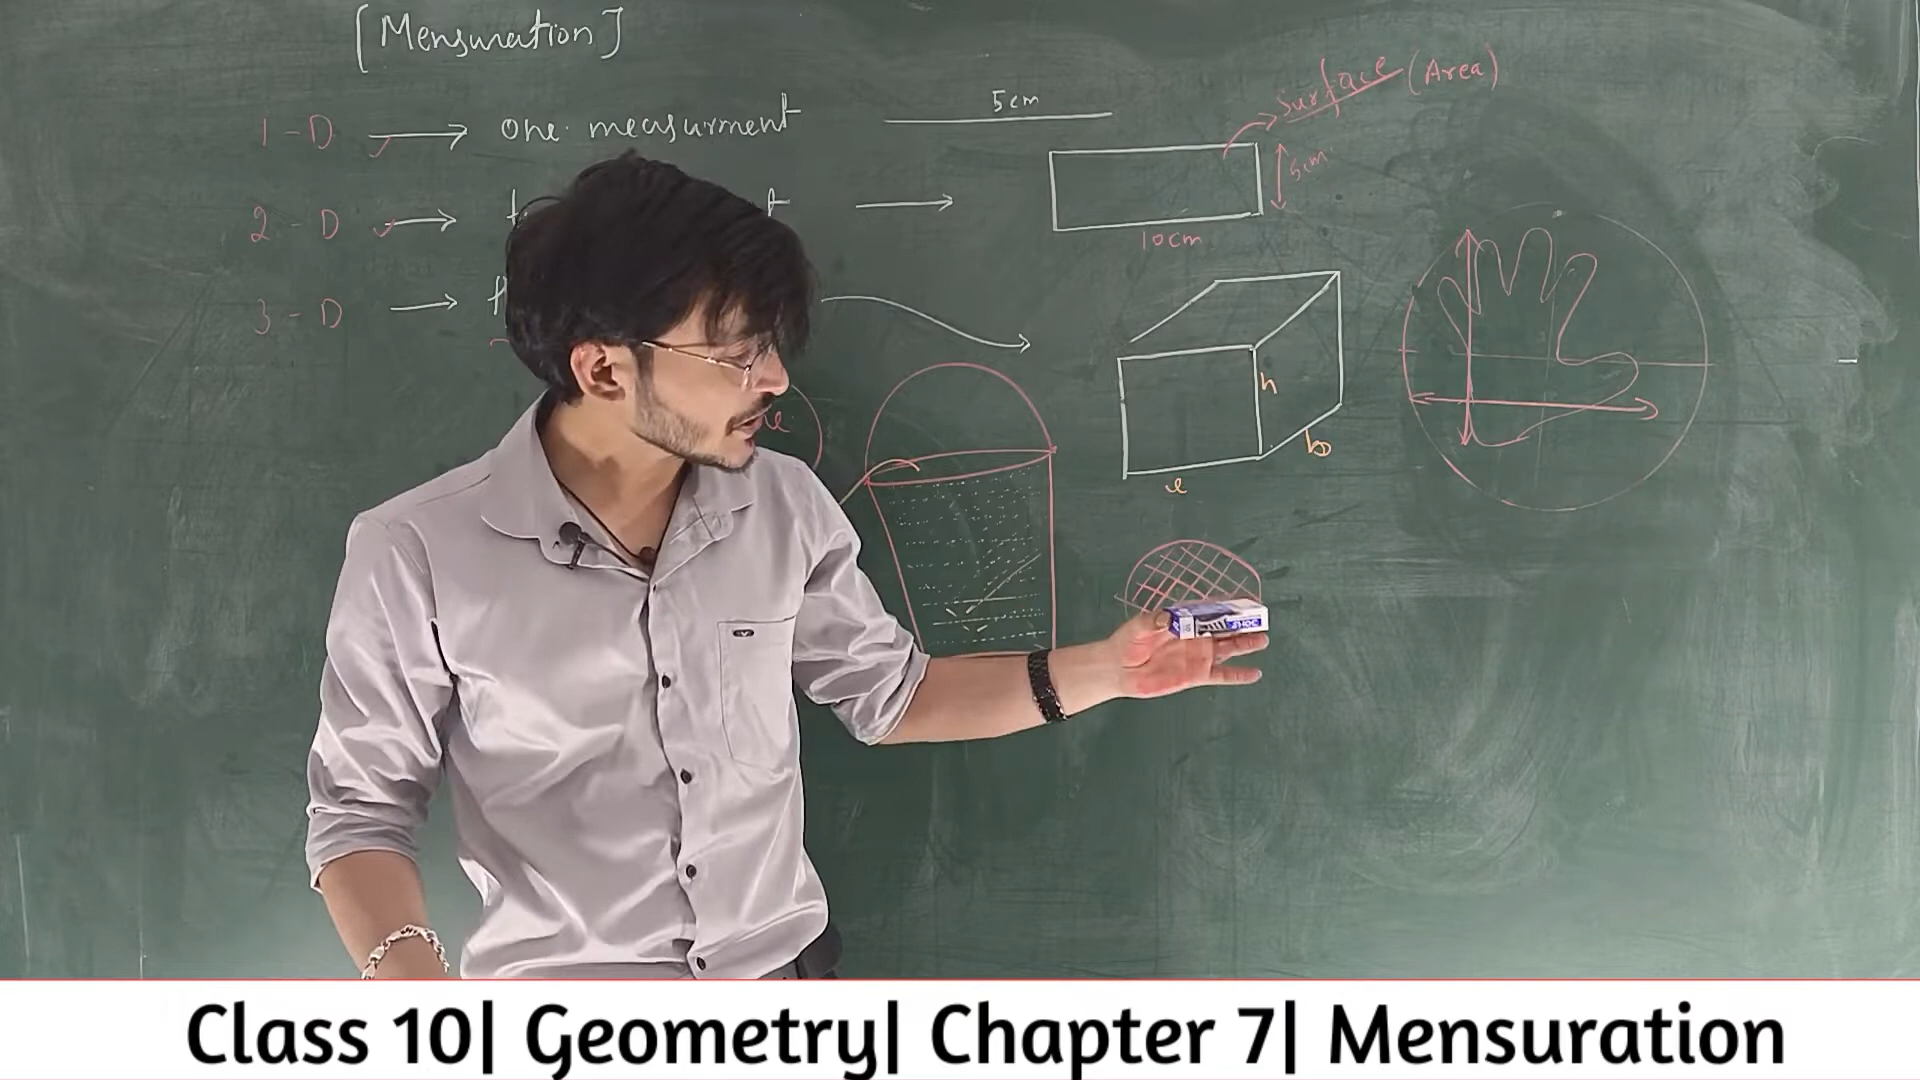 [Mensuration]
1-D → one measurment
5cm
Surface (Area)
5cm
2-D →
10cm
3-D →
h
b
l
Class 10| Geometry| Chapter 7| Mensuration